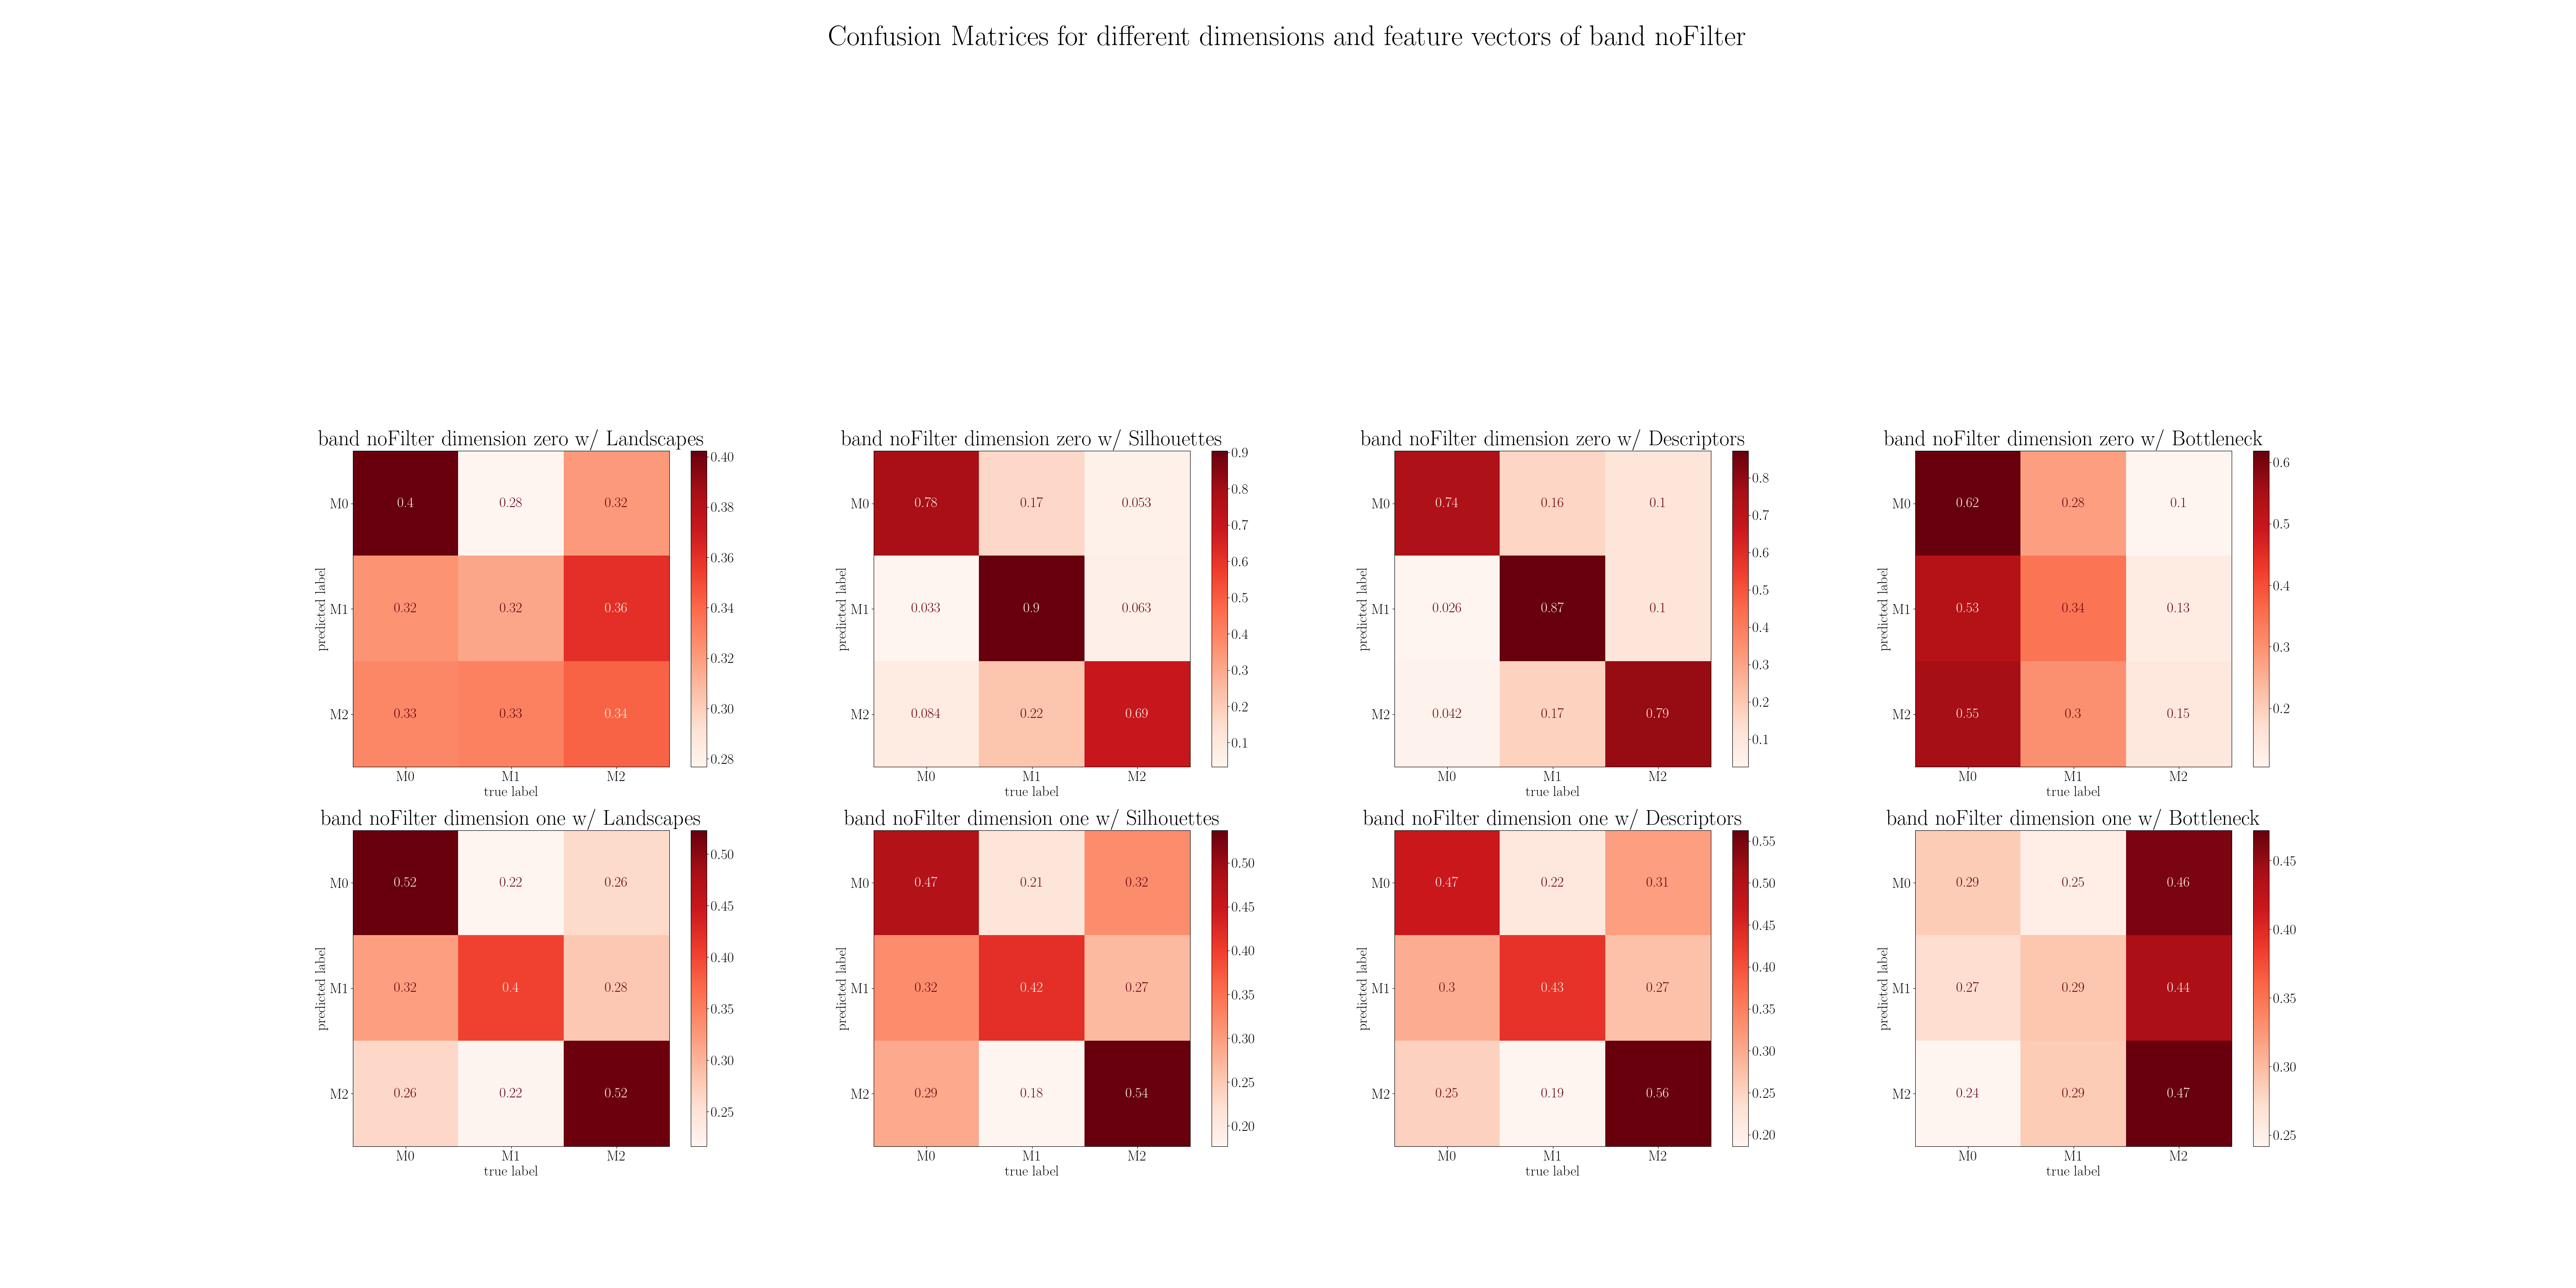 Confusion Matrices for different dimensions and feature vectors of band noFilter
band noFilter dimension zero w/ Landscapes
predicted label
M0 0.4 0.28 0.32
M1 0.32 0.32 0.36
M2 0.33 0.33 0.34
M0 M1 M2
true label
0.40
0.38
0.36
0.34
0.32
0.30
0.28
band noFilter dimension zero w/ Silhouettes
predicted label
M0 0.78 0.17 0.053
M1 0.033 0.9 0.063
M2 0.084 0.22 0.69
M0 M1 M2
true label
0.9
0.8
0.7
0.6
0.5
0.4
0.3
0.2
0.1
band noFilter dimension zero w/ Descriptors
predicted label
M0 0.74 0.16 0.1
M1 0.026 0.87 0.1
M2 0.042 0.17 0.79
M0 M1 M2
true label
0.8
0.7
0.6
0.5
0.4
0.3
0.2
0.1
band noFilter dimension zero w/ Bottleneck
predicted label
M0 0.62 0.28 0.1
M1 0.53 0.34 0.13
M2 0.55 0.3 0.15
M0 M1 M2
true label
0.6
0.5
0.4
0.3
0.2
band noFilter dimension one w/ Landscapes
predicted label
M0 0.52 0.22 0.26
M1 0.32 0.4 0.28
M2 0.26 0.22 0.52
M0 M1 M2
true label
0.50
0.45
0.40
0.35
0.30
0.25
band noFilter dimension one w/ Silhouettes
predicted label
M0 0.47 0.21 0.32
M1 0.32 0.42 0.27
M2 0.29 0.18 0.54
M0 M1 M2
true label
0.50
0.45
0.40
0.35
0.30
0.25
0.20
band noFilter dimension one w/ Descriptors
predicted label
M0 0.47 0.22 0.31
M1 0.3 0.43 0.27
M2 0.25 0.19 0.56
M0 M1 M2
true label
0.55
0.50
0.45
0.40
0.35
0.30
0.25
0.20
band noFilter dimension one w/ Bottleneck
predicted label
M0 0.29 0.25 0.46
M1 0.27 0.29 0.44
M2 0.24 0.29 0.47
M0 M1 M2
true label
0.45
0.40
0.35
0.30
0.25